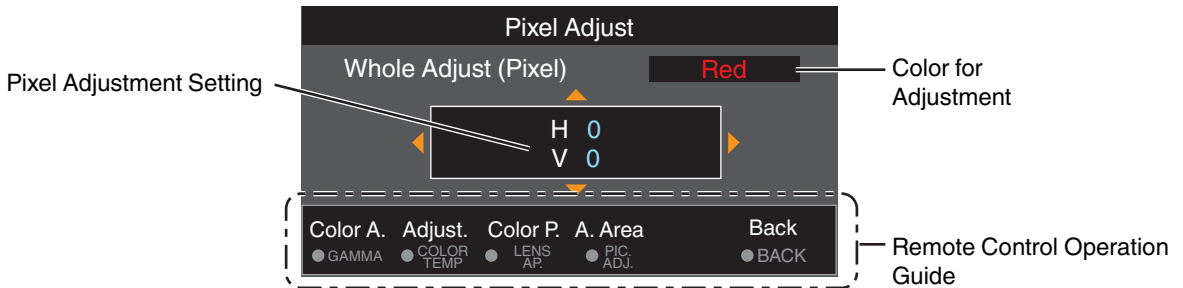 Pixel Adjust
Whole Adjust (Pixel) Red
Pixel Adjustment Setting
Color for
Adjustment
H 0
V 0
Color A. Adjust. Color P. A. Area Back
GAMMA COLOR TEMP LENS AP. PIC. ADJ. BACK
Remote Control Operation
Guide